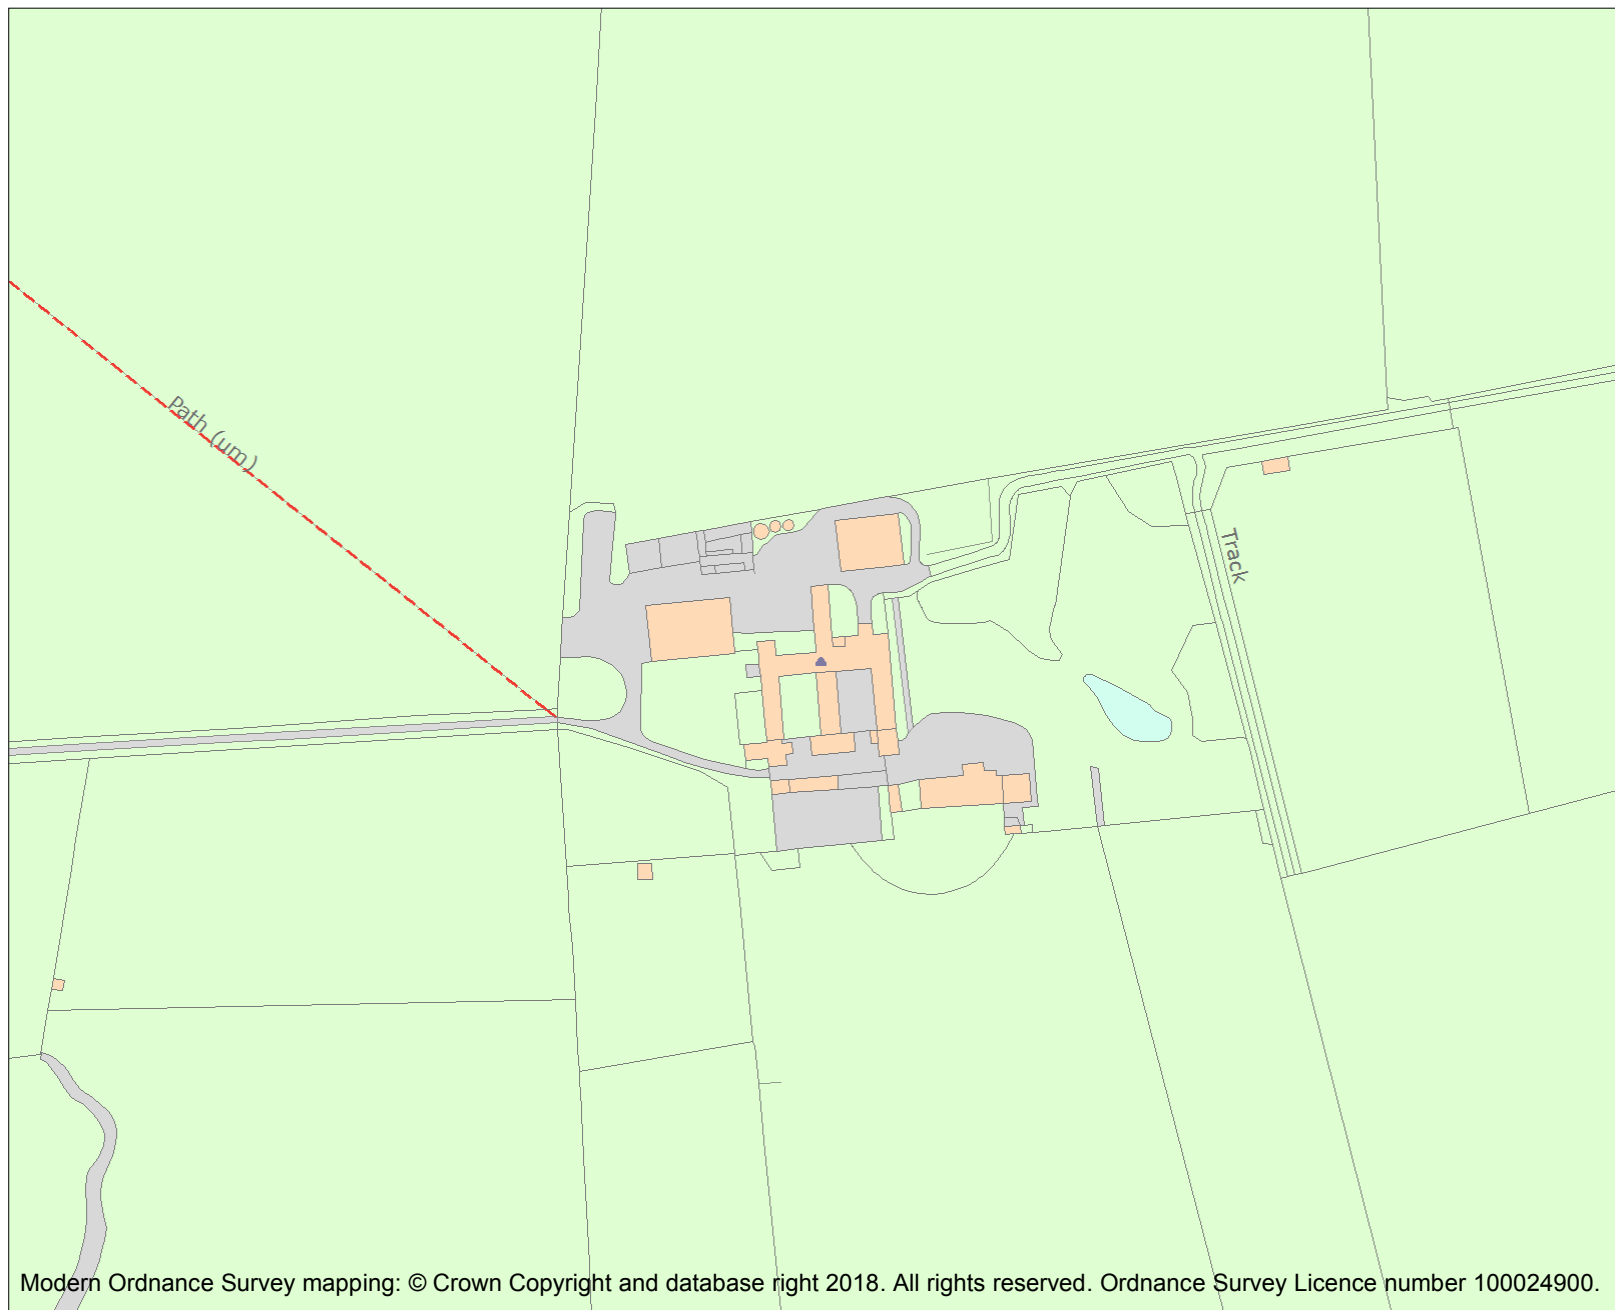 Path (um)
Track
Modern Ordnance Survey mapping: © Crown Copyright and database right 2018. All rights reserved. Ordnance Survey Licence number 100024900.